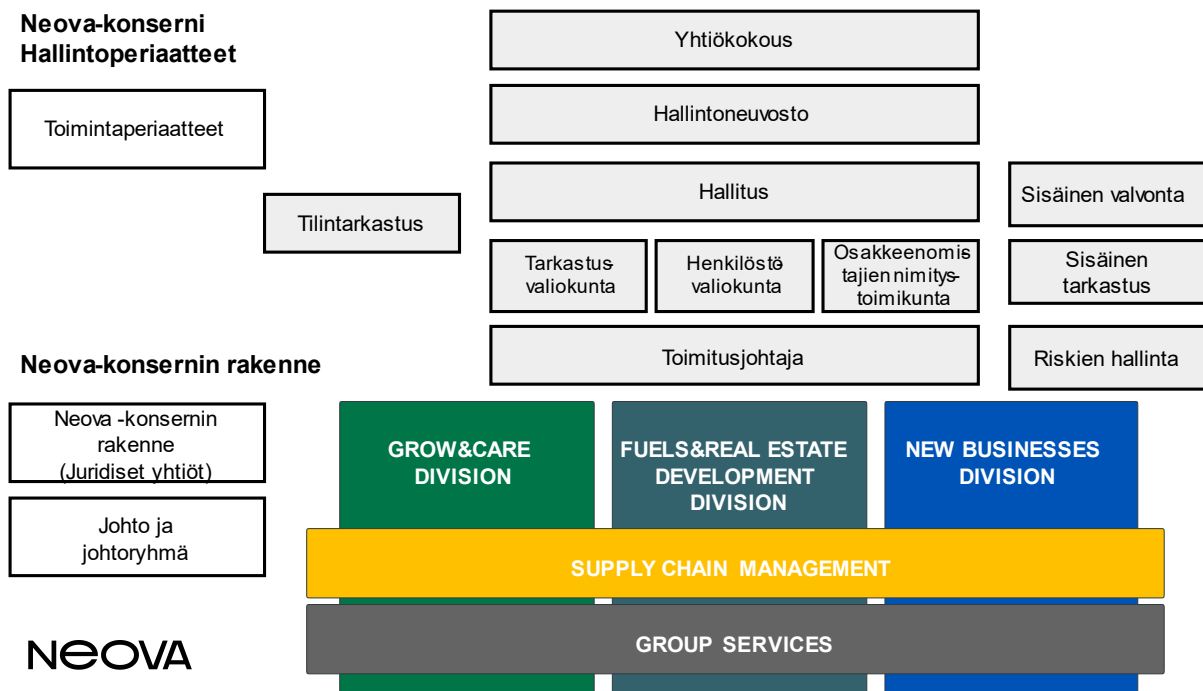 Neova-konserni
Hallintoperiaatteet
Yhtiökokous
Toimintaperiaatteet
Hallintoneuvosto
Hallitus
Sisäinen valvonta
Tilintarkastus
Tarkastus-
valiokunta
Henkilöstö-
valiokunta
Osakkeenomis-
tajien nimitys-
toimikunta
Sisäinen
tarkastus
Neova-konsernin rakenne
Toimitusjohtaja
Riskien hallinta
Neova -konsernin
rakenne
(Juridiset yhtiöt)
GROW&CARE
DIVISION
FUELS&REAL ESTATE
DEVELOPMENT
DIVISION
NEW BUSINESSES
DIVISION
Johto ja
johtoryhmä
SUPPLY CHAIN MANAGEMENT
GROUP SERVICES
NEOVA